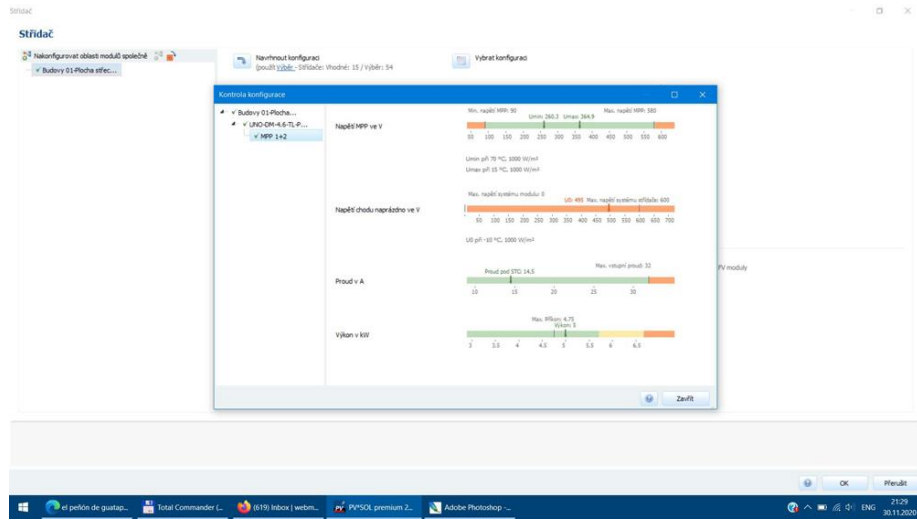 Střídač
Střídač
Nakonfigurovat oblasti modulů společně
✓ Budovy 01-Plocha střec...
Navrhnout konfiguraci
(použít Výběr - Střídače: Vhodné: 15 / Výběr: 54
Vybrat konfiguraci
Kontrola konfigurace
✓ Budovy 01-Plocha...
✓ UNO-DM-4.6-TL-P...
✓ MPP 1+2
Napětí MPP ve V
Min. napětí MPP: 90
Max. napětí MPP: 580
Umin: 260.3 Umax: 364.9
50 100 150 200 250 300 350 400 450 500 550 600
Umin při 70 °C, 1000 W/m²
Umax při 15 °C, 1000 W/m²
Napětí chodu naprázdno ve V
Max. napětí systému modulu: 0
U0: 495 Max. napětí systému střídače: 600
50 100 150 200 250 300 350 400 450 500 550 600 650 700
U0 při -10 °C, 1000 W/m²
Proud v A
Proud pod STC: 14.5
Max. vstupní proud: 32
10 15 20 25 30
Výkon v kW
Max. Příkon: 4.75
Výkon: 5
3 3.5 4 4.5 5 5.5 6 6.5
PV moduly
Zavřít
OK
Přerušit
el peñón de guatap...
Total Commander (...
(619) Inbox | webm...
PV*SOL premium 2...
Adobe Photoshop -...
ENG
21:29
30.11.2020